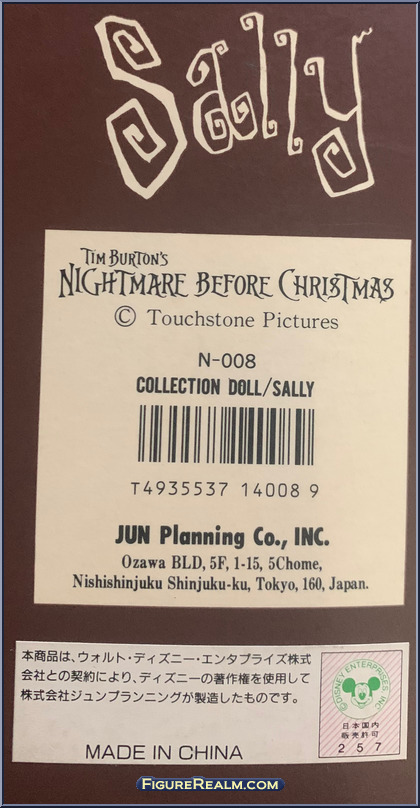 Sally
TIM BURTON'S
NIGHTMARE BEFORE CHRISTMAS
© Touchstone Pictures
N-008
COLLECTION DOLL/SALLY
T4935537 14008 9
JUN Planning Co., INC.
Ozawa BLD, 5F, 1-15, 5Chome,
Nishishinjuku Shinjuku-ku, Tokyo, 160, Japan.
本商品は、ウォルト・ディズニー・エンタプライズ株式
会社との契約により、ディズニーの著作権を使用して
株式会社ジュンプランニングが製造したものです。
MADE IN CHINA
©DISNEY ENTERPRISES INC
日本国内
販売許可
257
FIGUREREALM.COM